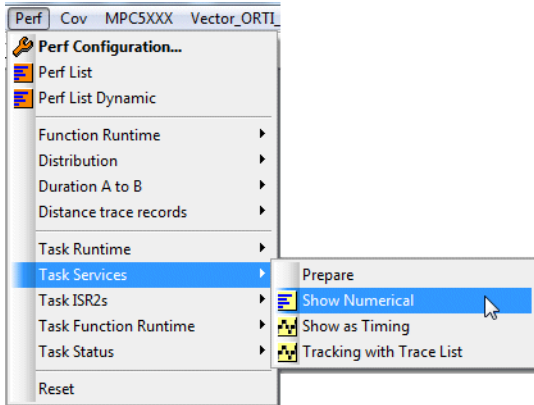 Perf Cov MPC5XXX Vector_ORTI_
Perf Configuration...
Perf List
Perf List Dynamic
Function Runtime
Distribution
Duration A to B
Distance trace records
Task Runtime
Task Services
Prepare
Task ISR2s
Show Numerical
Task Function Runtime
Show as Timing
Task Status
Tracking with Trace List
Reset